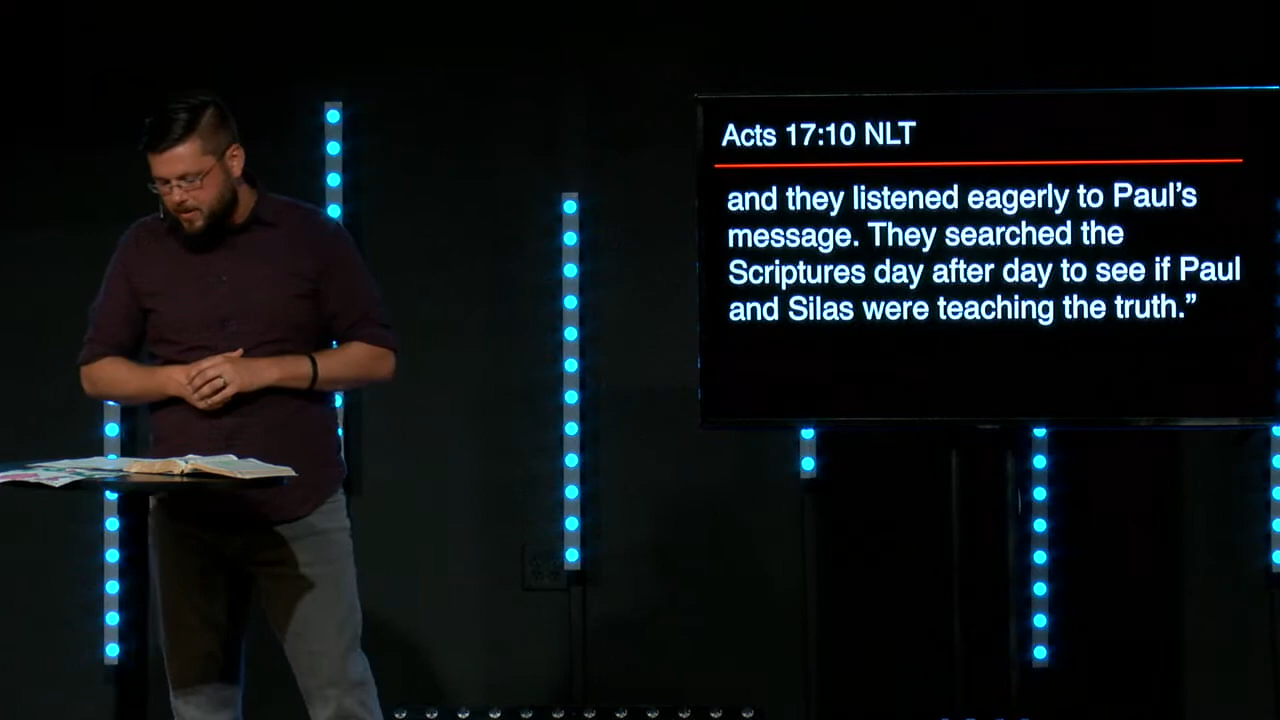 Acts 17:10 NLT
and they listened eagerly to Paul’s
message. They searched the
Scriptures day after day to see if Paul
and Silas were teaching the truth.”